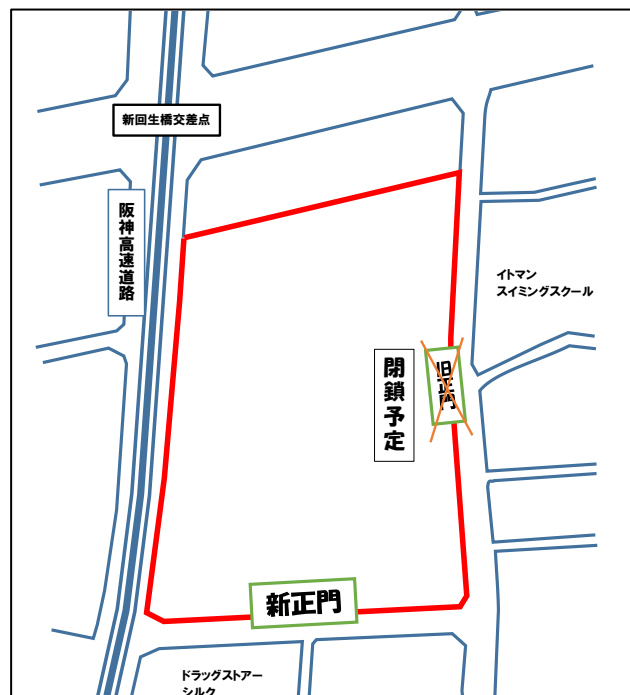 新回生橋交差点
阪神高速道路
イトマン
スイミングスクール
閉鎖予定
旧正門
新正門
ドラッグストアー
シルク